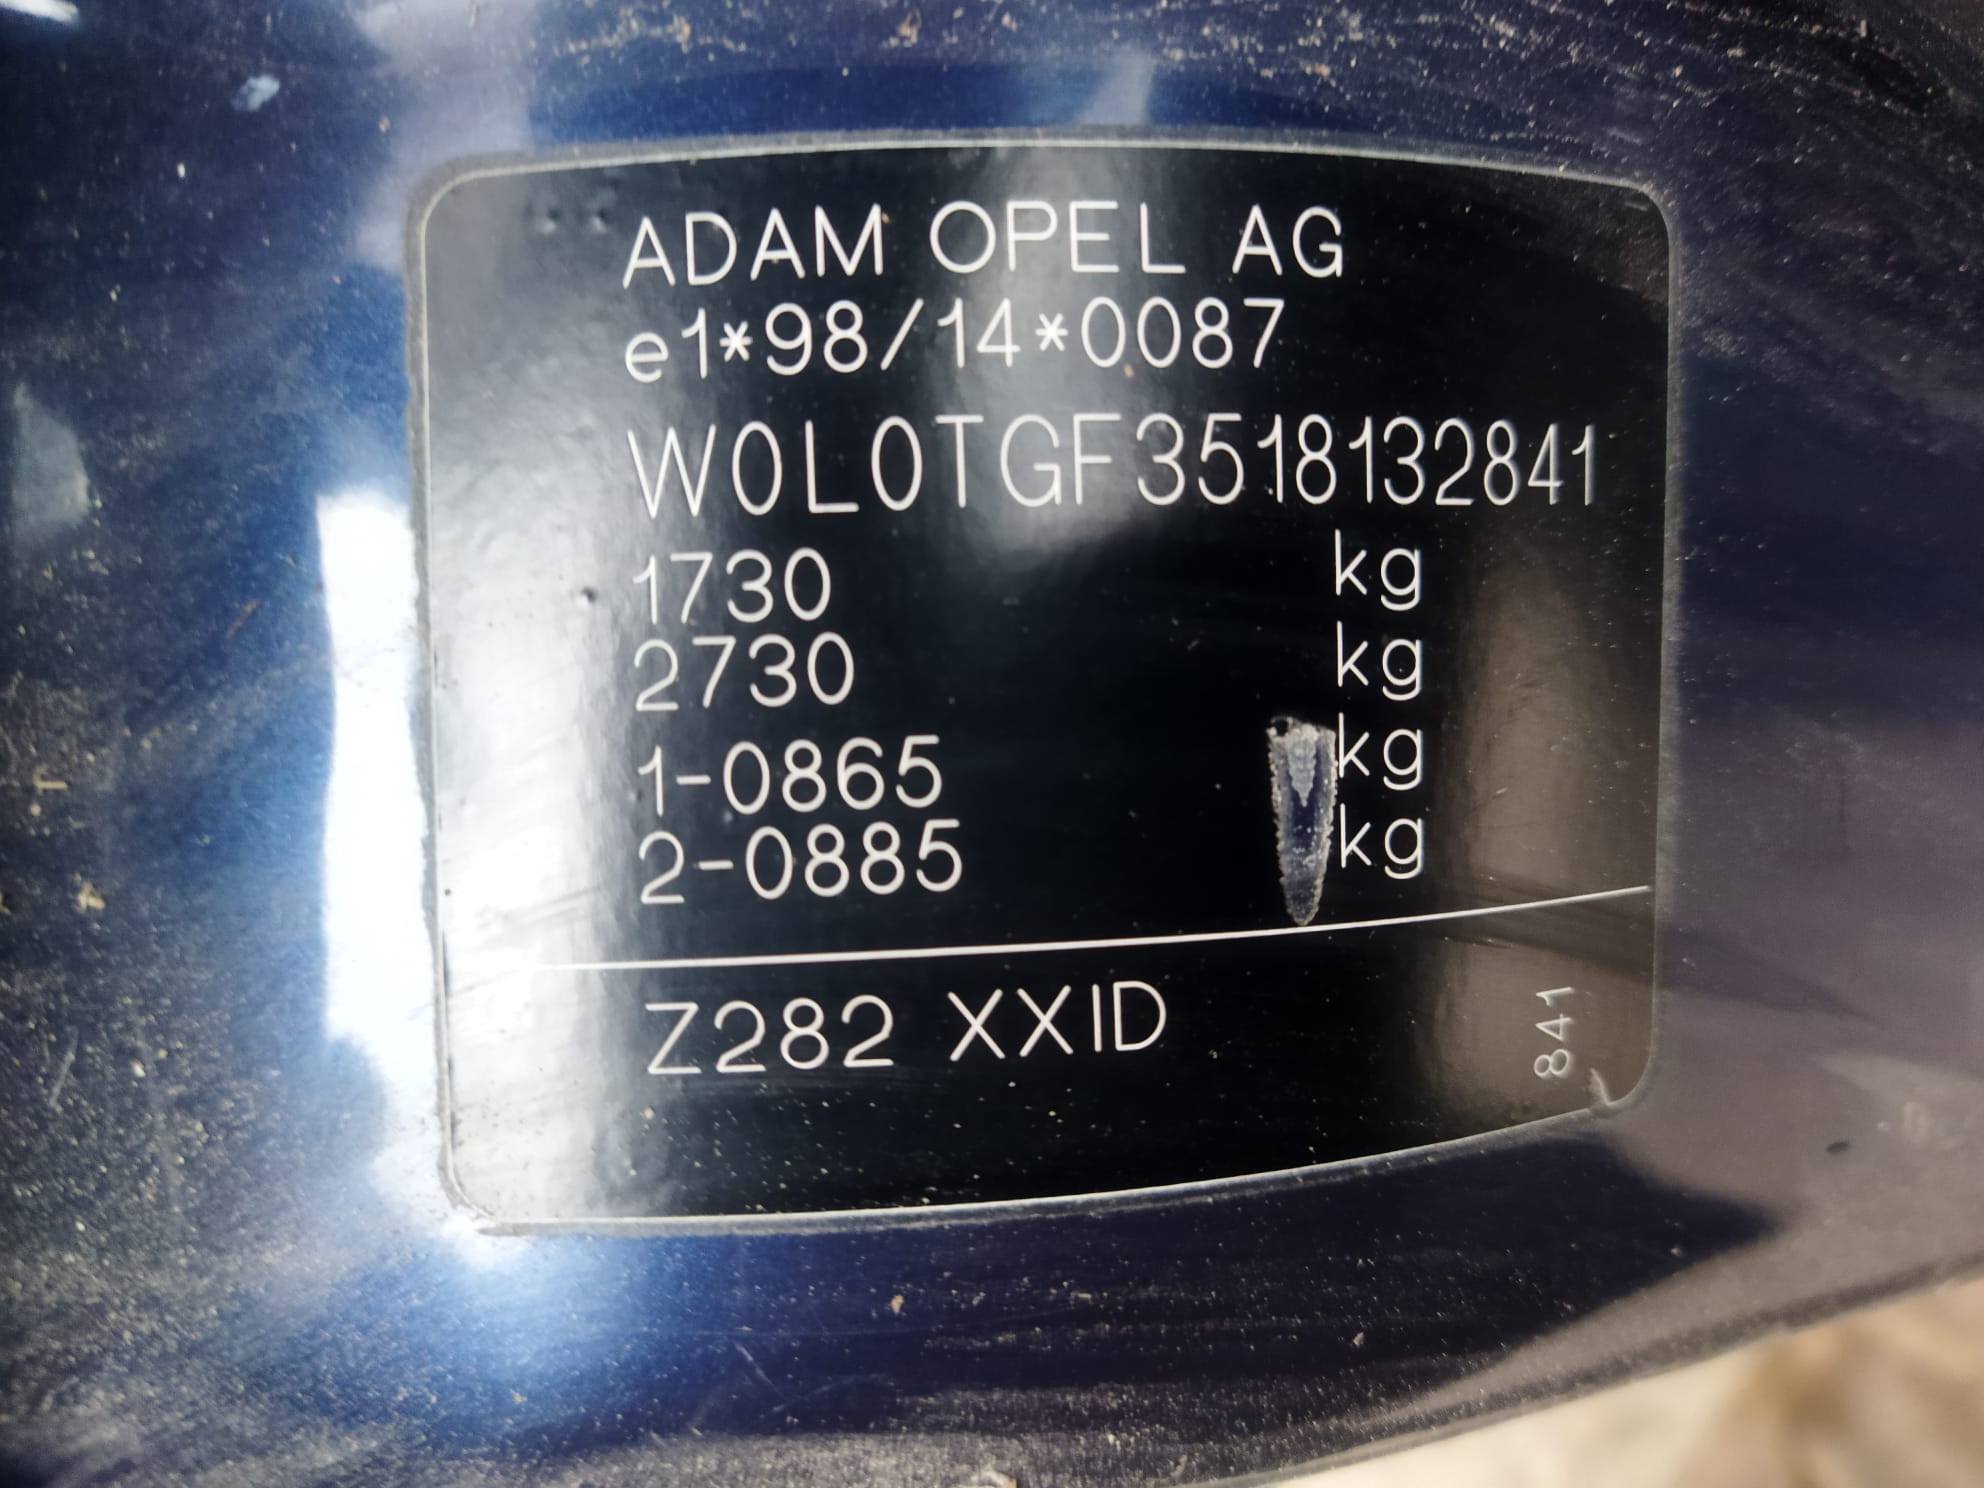 ADAM OPEL AG
e1*98/14*0087
W0L0TGF3518132841
1730 kg
2730 kg
1-0865 kg
2-0885 kg
Z282 XXID
841